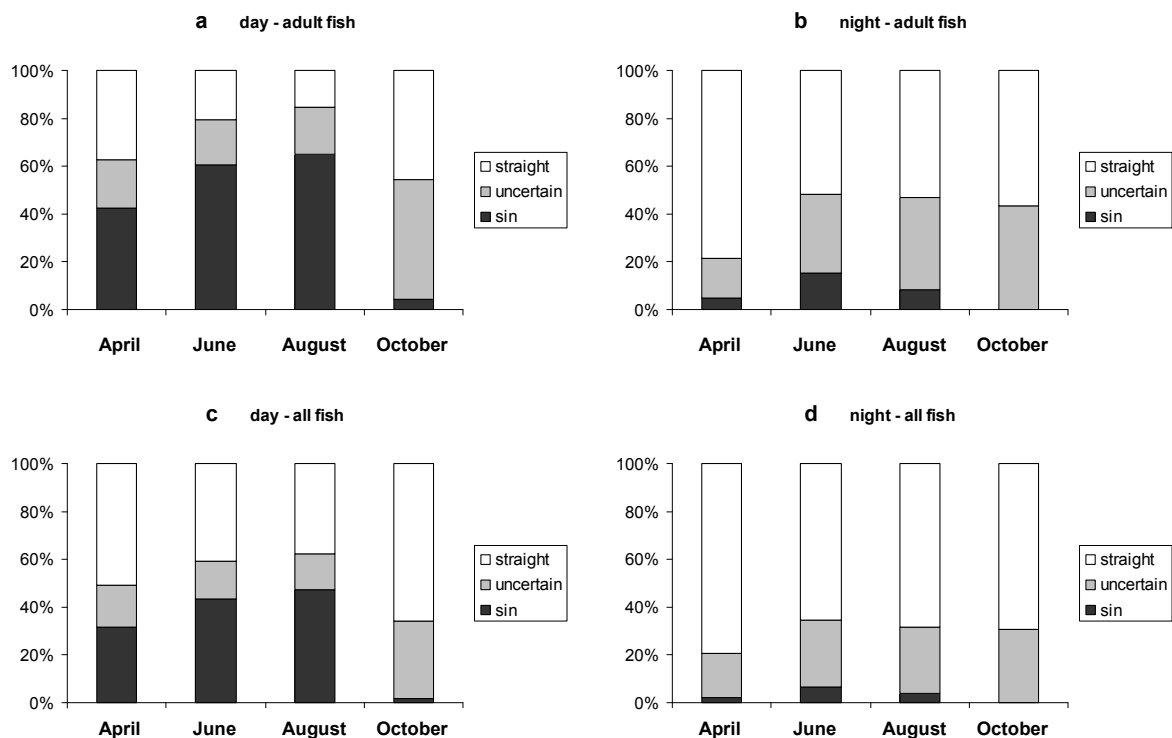 a day - adult fish
100%
80%
60%
40%
20%
0%
April June August October
straight
uncertain
sin
b night - adult fish
100%
80%
60%
40%
20%
0%
April June August October
straight
uncertain
sin
c day - all fish
100%
80%
60%
40%
20%
0%
April June August October
straight
uncertain
sin
d night - all fish
100%
80%
60%
40%
20%
0%
April June August October
straight
uncertain
sin